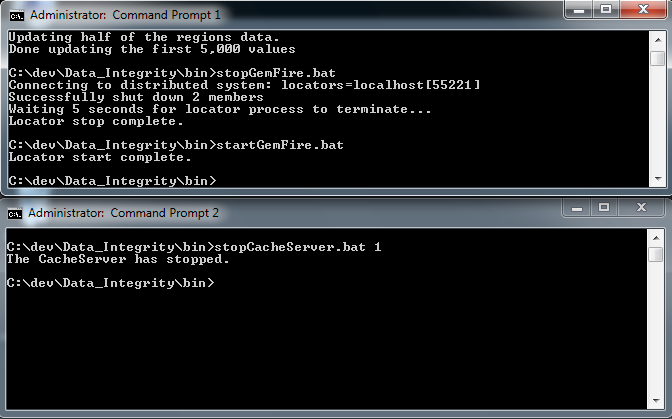 Administrator: Command Prompt 1
Updating half of the regions data.
Done updating the first 5,000 values
C:\dev\Data_Integrity\bin>stopGemFire.bat
Connecting to distributed system: locators=localhost[55221]
Successfully shut down 2 members
Waiting 5 seconds for locator process to terminate...
Locator stop complete.
C:\dev\Data_Integrity\bin>startGemFire.bat
Locator start complete.
C:\dev\Data_Integrity\bin>
Administrator: Command Prompt 2
C:\dev\Data_Integrity\bin>stopCacheServer.bat 1
The CacheServer has stopped.
C:\dev\Data_Integrity\bin>